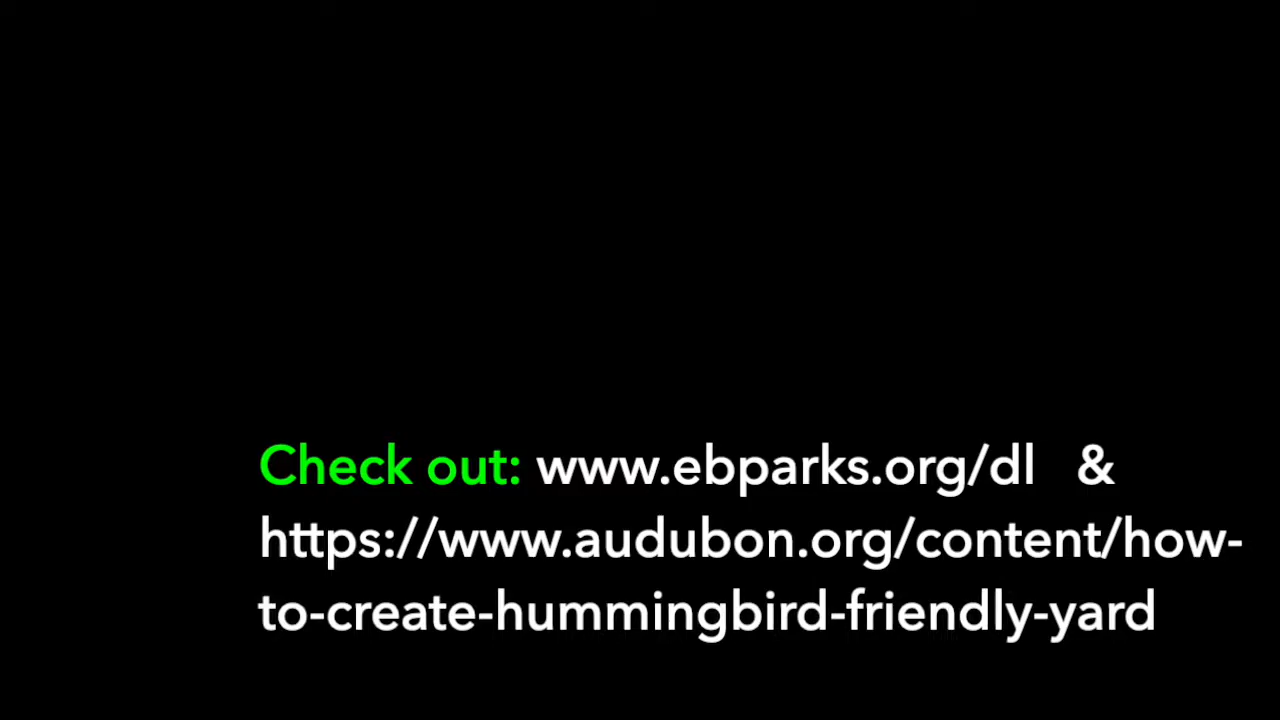 Check out: www.ebparks.org/dl & 
https://www.audubon.org/content/how-
to-create-hummingbird-friendly-yard